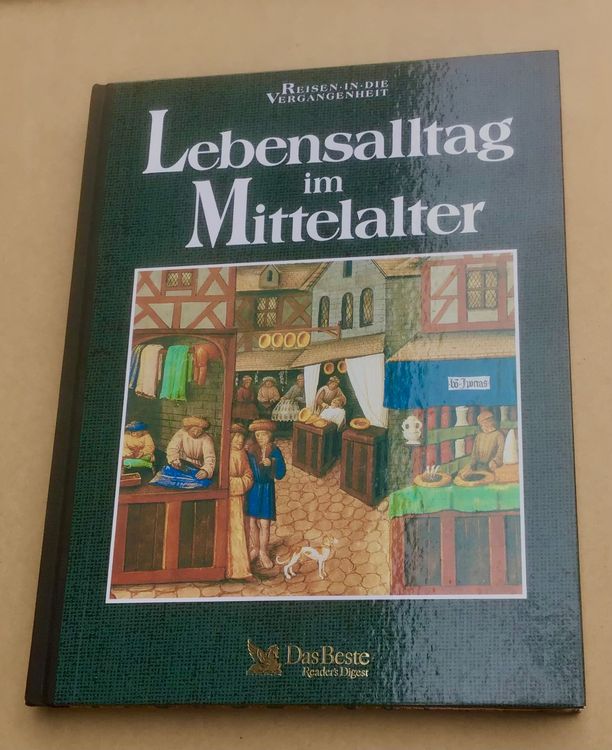 REISEN·IN·DIE
VERGANGENHEIT
Lebensalltag
im
Mittelalter
Das Beste
Reader's Digest